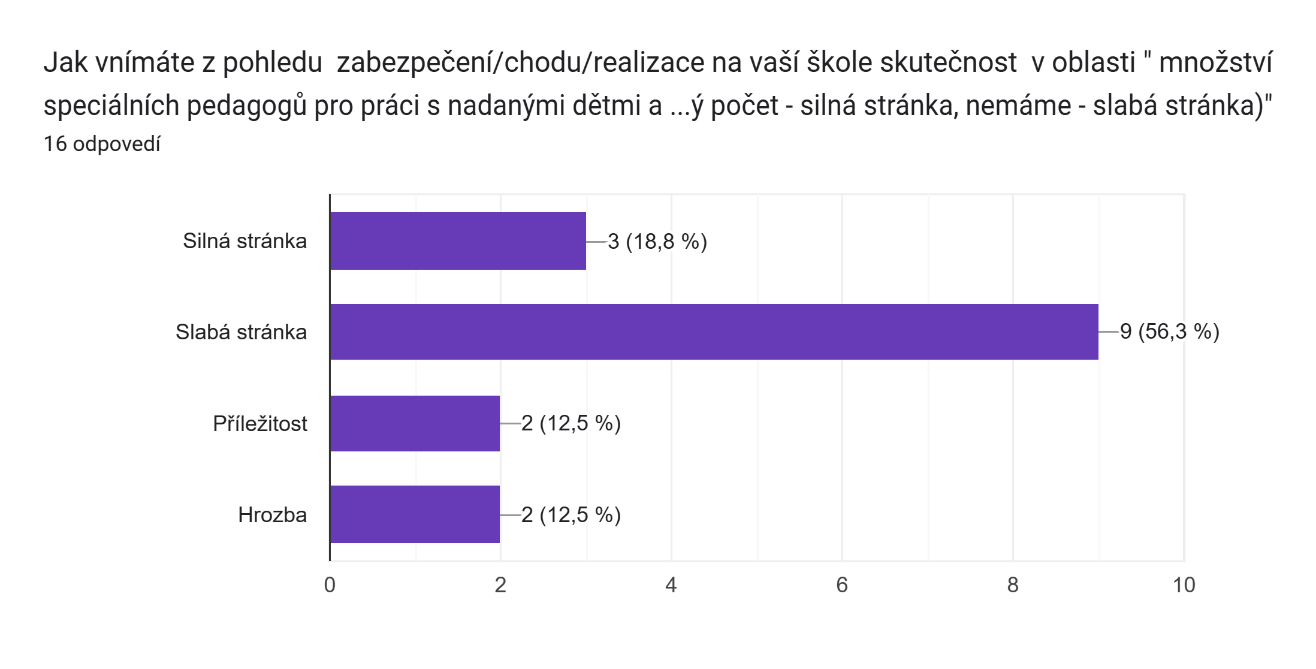 Jak vnímáte z pohledu  zabezpečení/chodu/realizace na vaší škole skutečnost  v oblasti " množství
speciálních pedagogů pro práci s nadanými dětmi a ...ý počet - silná stránka, nemáme - slabá stránka)"
16 odpovedí
Silná stránka
3 (18,8 %)
Slabá stránka
9 (56,3 %)
Příležitost
2 (12,5 %)
Hrozba
2 (12,5 %)
0 2 4 6 8 10